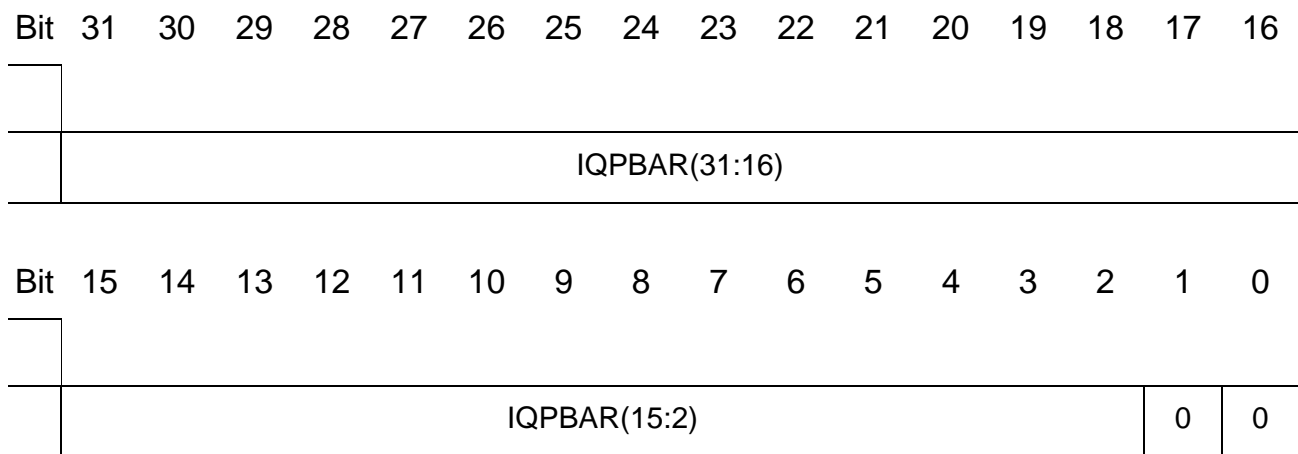 Bit 31 30 29 28 27 26 25 24 23 22 21 20 19 18 17 16
IQPBAR(31:16)
Bit 15 14 13 12 11 10 9 8 7 6 5 4 3 2 1 0
IQPBAR(15:2) 0 0